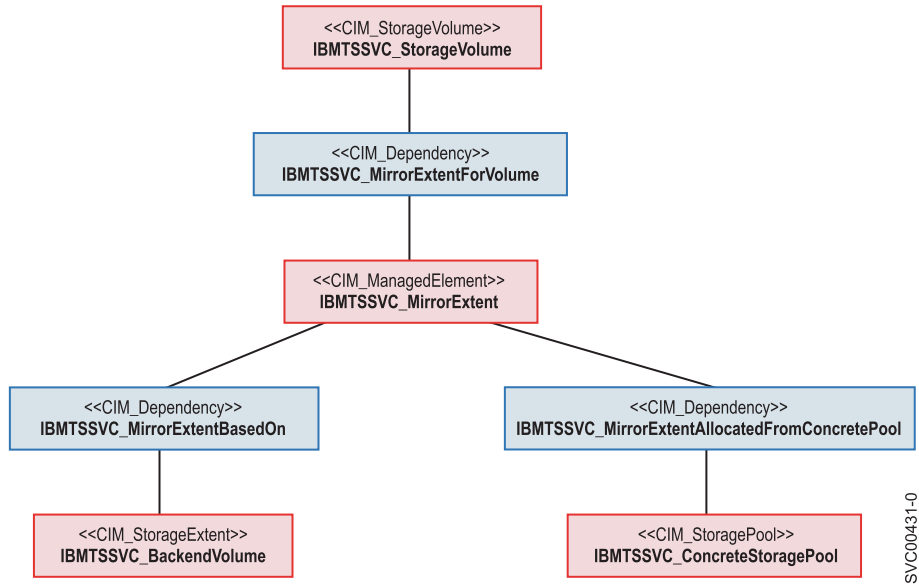 <<CIM_StorageVolume>>
IBMTSSVC_StorageVolume
<<CIM_Dependency>>
IBMTSSVC_MirrorExtentForVolume
<<CIM_ManagedElement>>
IBMTSSVC_MirrorExtent
<<CIM_Dependency>>
IBMTSSVC_MirrorExtentBasedOn
<<CIM_Dependency>>
IBMTSSVC_MirrorExtentAllocatedFromConcretePool
<<CIM_StorageExtent>>
IBMTSSVC_BackendVolume
<<CIM_StoragePool>>
IBMTSSVC_ConcreteStoragePool
SVC00431-0